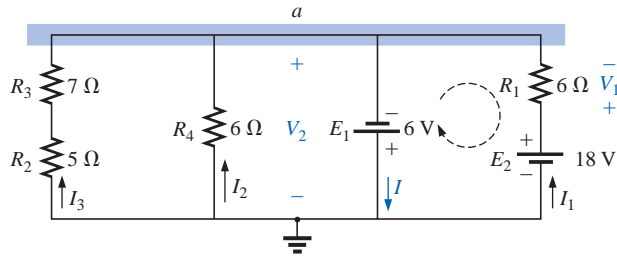 a
R3 7 Ω
R2 5 Ω
I3
R4 6 Ω
I2
+
V2
−
E1 6 V
−
+
I
R1 6 Ω
− V1 +
E2 18 V
+
−
I1